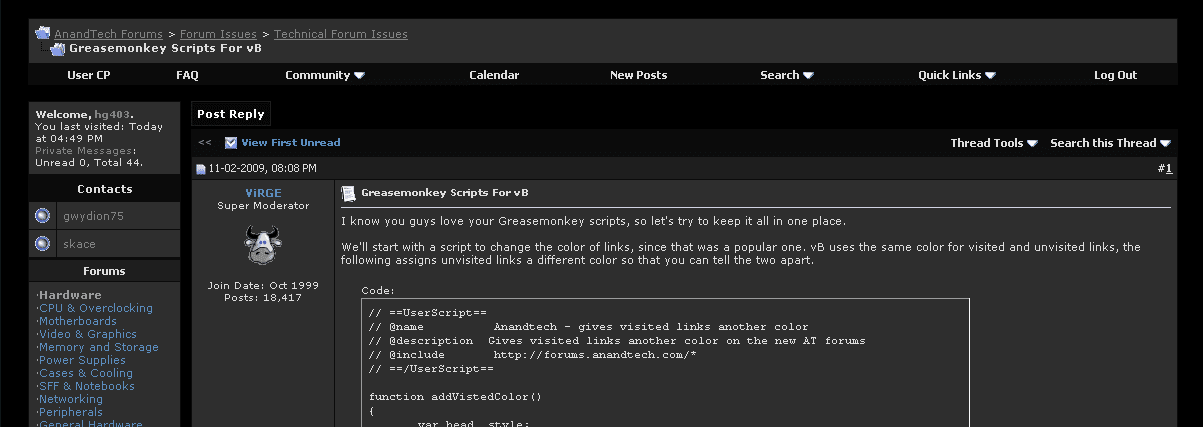 AnandTech Forums > Forum Issues > Technical Forum Issues
Greasemonkey Scripts For vB
User CP FAQ Community Calendar New Posts Search Quick Links Log Out
Welcome, hg403.
You last visited: Today
at 04:49 PM
Private Messages:
Unread 0, Total 44.
Contacts
gwydion75
skace
Forums
·Hardware
·CPU & Overclocking
·Motherboards
·Video & Graphics
·Memory and Storage
·Power Supplies
·Cases & Cooling
·SFF & Notebooks
·Networking
·Peripherals
·General Hardware
Post Reply
<< View First Unread Thread Tools Search this Thread
11-02-2009, 08:08 PM #1
ViRGE
Super Moderator
Join Date: Oct 1999
Posts: 18,417
Greasemonkey Scripts For vB
I know you guys love your Greasemonkey scripts, so let's try to keep it all in one place.
We'll start with a script to change the color of links, since that was a popular one. vB uses the same color for visited and unvisited links, the
following assigns unvisited links a different color so that you can tell the two apart.
Code:
// ==UserScript==
// @name          Anandtech - gives visited links another color
// @description  Gives visited links another color on the new AT forums
// @include       http://forums.anandtech.com/*
// ==/UserScript==
function addVistedColor()
{
var head, style;